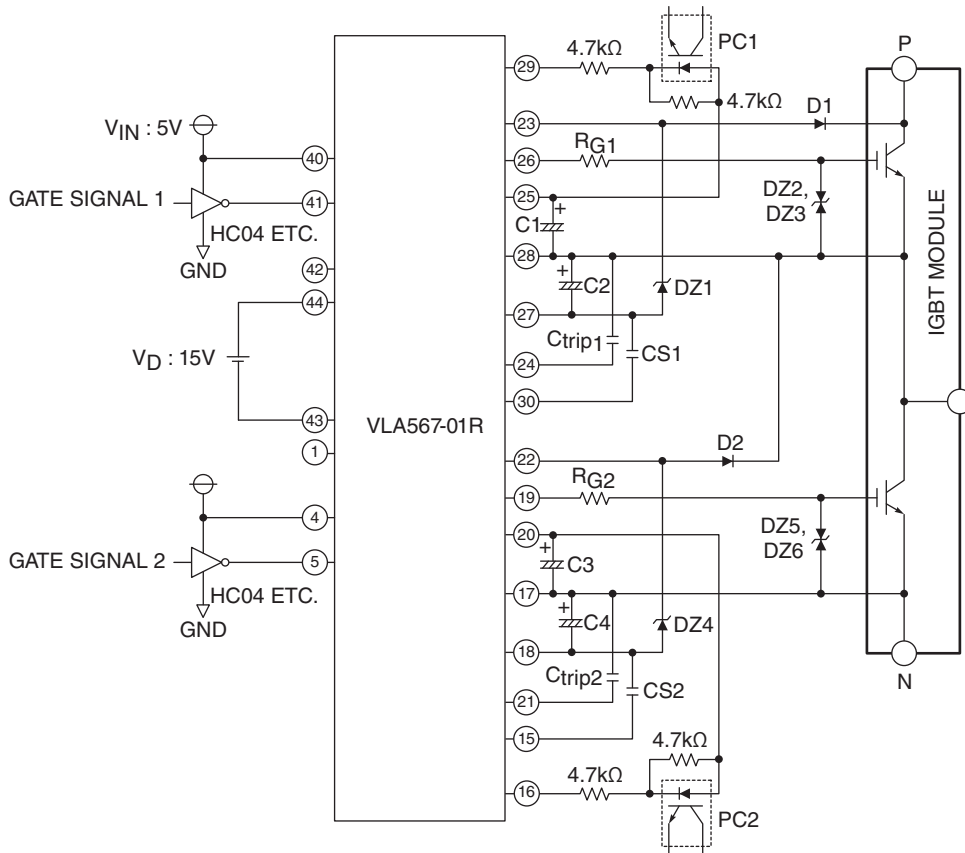 PC1
4.7kΩ
P
29
4.7kΩ
D1
23
VIN : 5V
RG1
40
26
DZ2,
DZ3
GATE SIGNAL 1
41
25
C1
+
HC04 ETC.
GND
28
IGBT MODULE
42
+
C2
44
DZ1
27
Ctrip1
CS1
VD : 15V
24
30
VLA567-01R
43
1
D2
22
RG2
19
4
20
DZ5,
DZ6
+
C3
GATE SIGNAL 2
5
HC04 ETC.
17
GND
+
C4
DZ4
18
Ctrip2
CS2
N
21
15
4.7kΩ
4.7kΩ
16
PC2